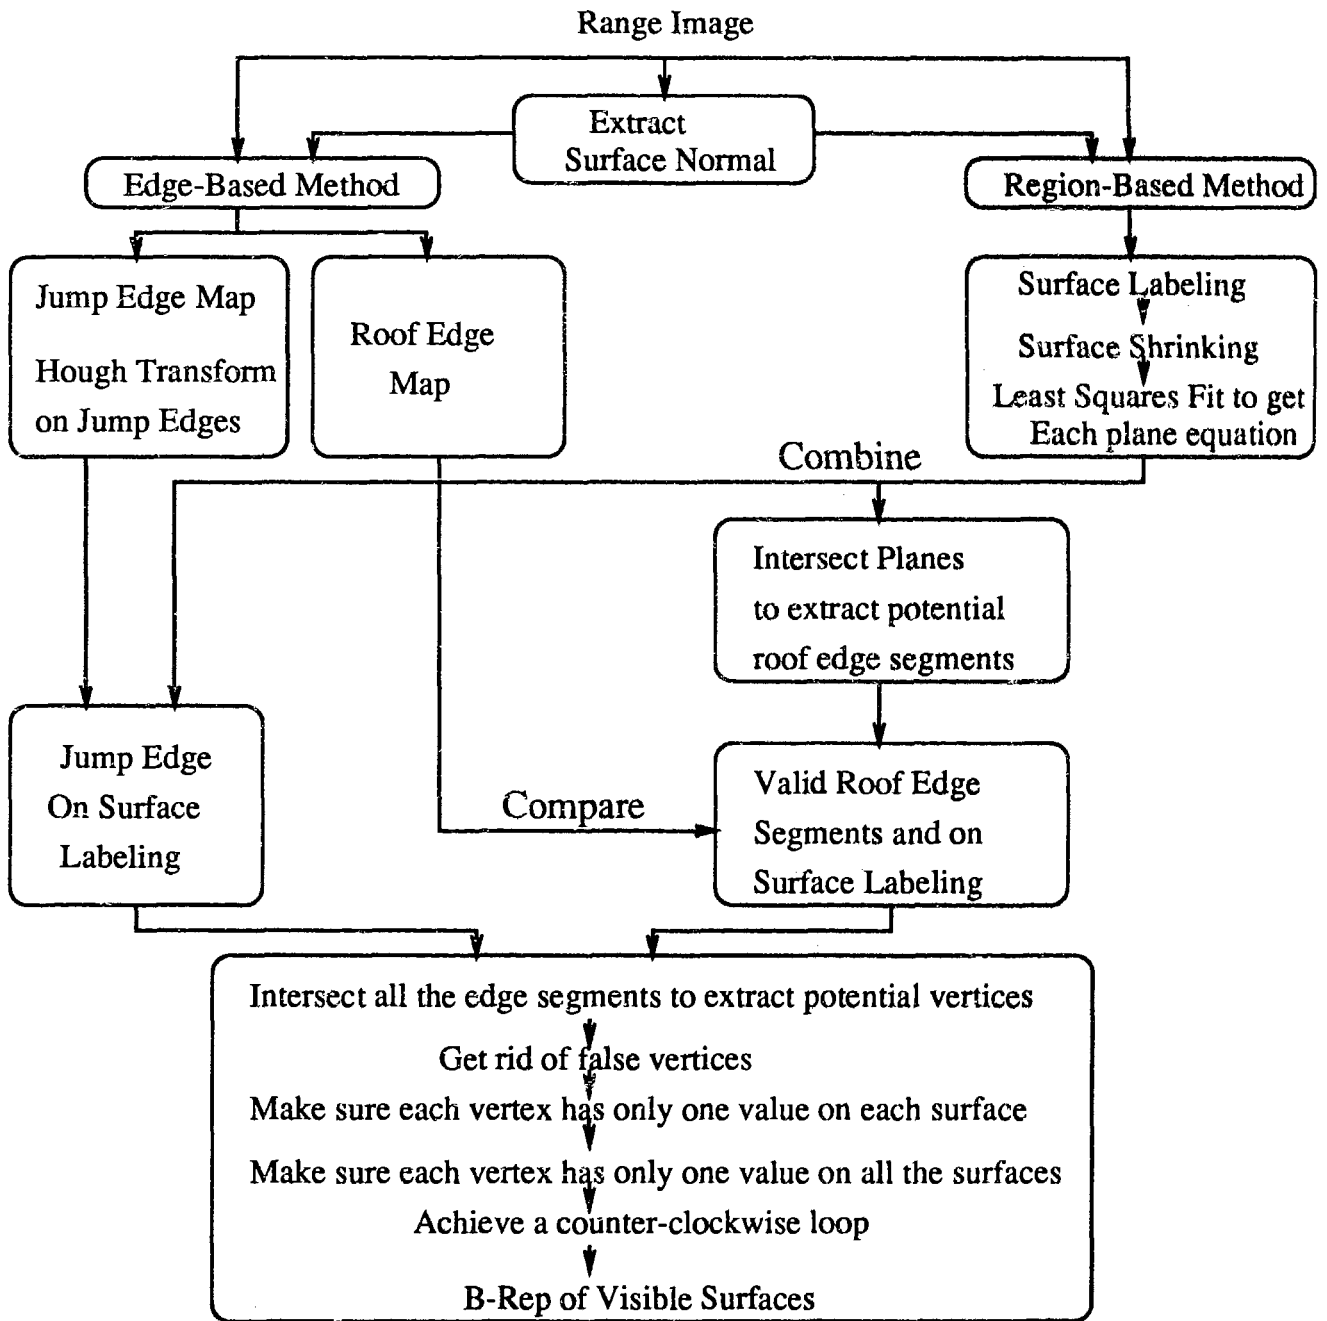 Range Image
Extract
Surface Normal
Edge-Based Method
Region-Based Method
Jump Edge Map
Hough Transform
on Jump Edges
Roof Edge
Map
Surface Labeling
Surface Shrinking
Least Squares Fit to get
Each plane equation
Combine
Intersect Planes
to extract potential
roof edge segments
Jump Edge
On Surface
Labeling
Compare
Valid Roof Edge
Segments and on
Surface Labeling
Intersect all the edge segments to extract potential vertices
Get rid of false vertices
Make sure each vertex has only one value on each surface
Make sure each vertex has only one value on all the surfaces
Achieve a counter-clockwise loop
B-Rep of Visible Surfaces